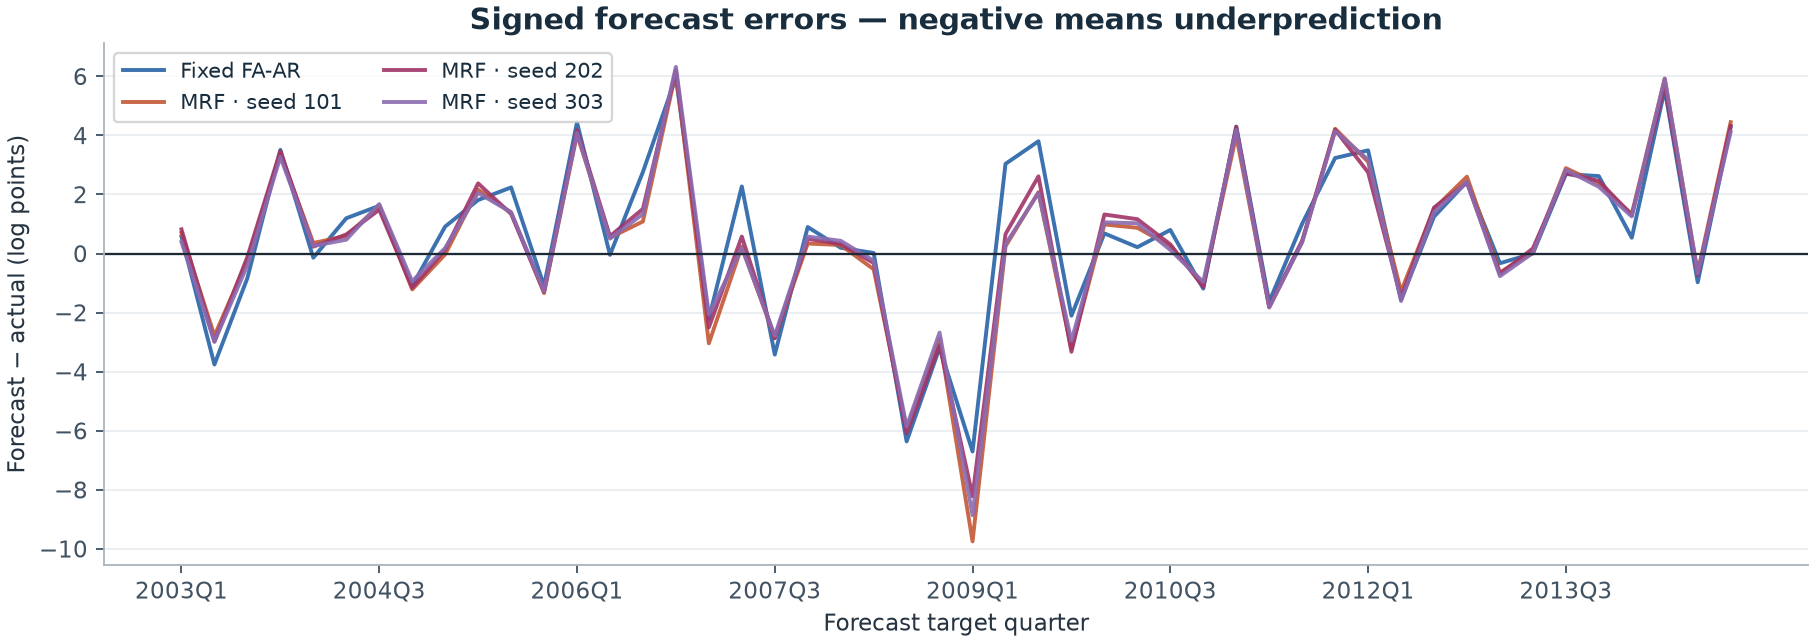 Signed forecast errors — negative means underprediction
Fixed FA-AR
MRF · seed 101
MRF · seed 202
MRF · seed 303
Forecast − actual (log points)
6
4
2
0
−2
−4
−6
−8
−10
2003Q1 2004Q3 2006Q1 2007Q3 2009Q1 2010Q3 2012Q1 2013Q3
Forecast target quarter